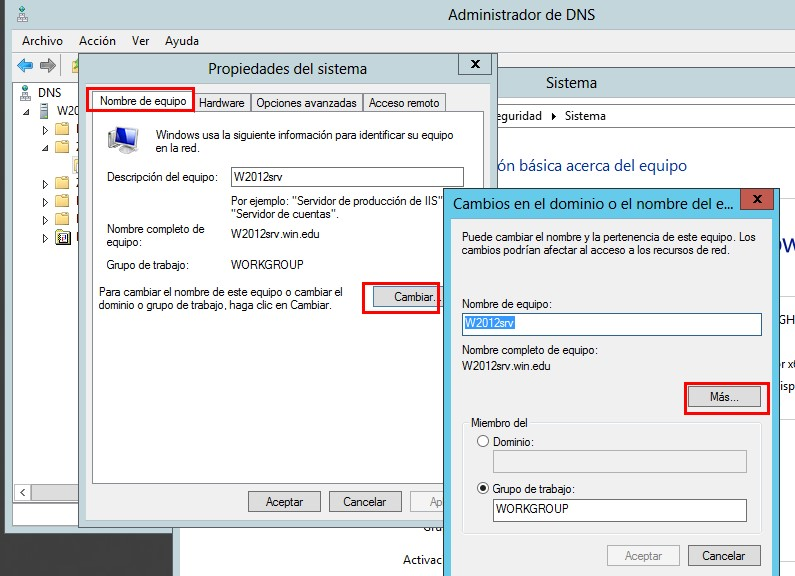 Administrador de DNS
Archivo Acción Ver Ayuda
DNS
W20
Propiedades del sistema
x
Nombre de equipo Hardware Opciones avanzadas Acceso remoto
Windows usa la siguiente información para identificar su equipo
en la red.
Descripción del equipo: W2012srv
Por ejemplo: "Servidor de producción de IIS"
"Servidor de cuentas".
Nombre completo de
equipo: W2012srv.win.edu
Grupo de trabajo: WORKGROUP
Para cambiar el nombre de este equipo o cambiar el
dominio o grupo de trabajo, haga clic en Cambiar.
Cambiar.
Aceptar Cancelar Ap
Sistema
eguridad Sistema
ón básica acerca del equipo
Cambios en el dominio o el nombre del e...
x
Puede cambiar el nombre y la pertenencia de este equipo. Los
cambios podrían afectar al acceso a los recursos de red.
Nombre de equipo:
W2012srv
Nombre completo de equipo:
W2012srv.win.edu
Más...
Miembro del
Dominio:
Grupo de trabajo:
WORKGROUP
Aceptar Cancelar
Activac